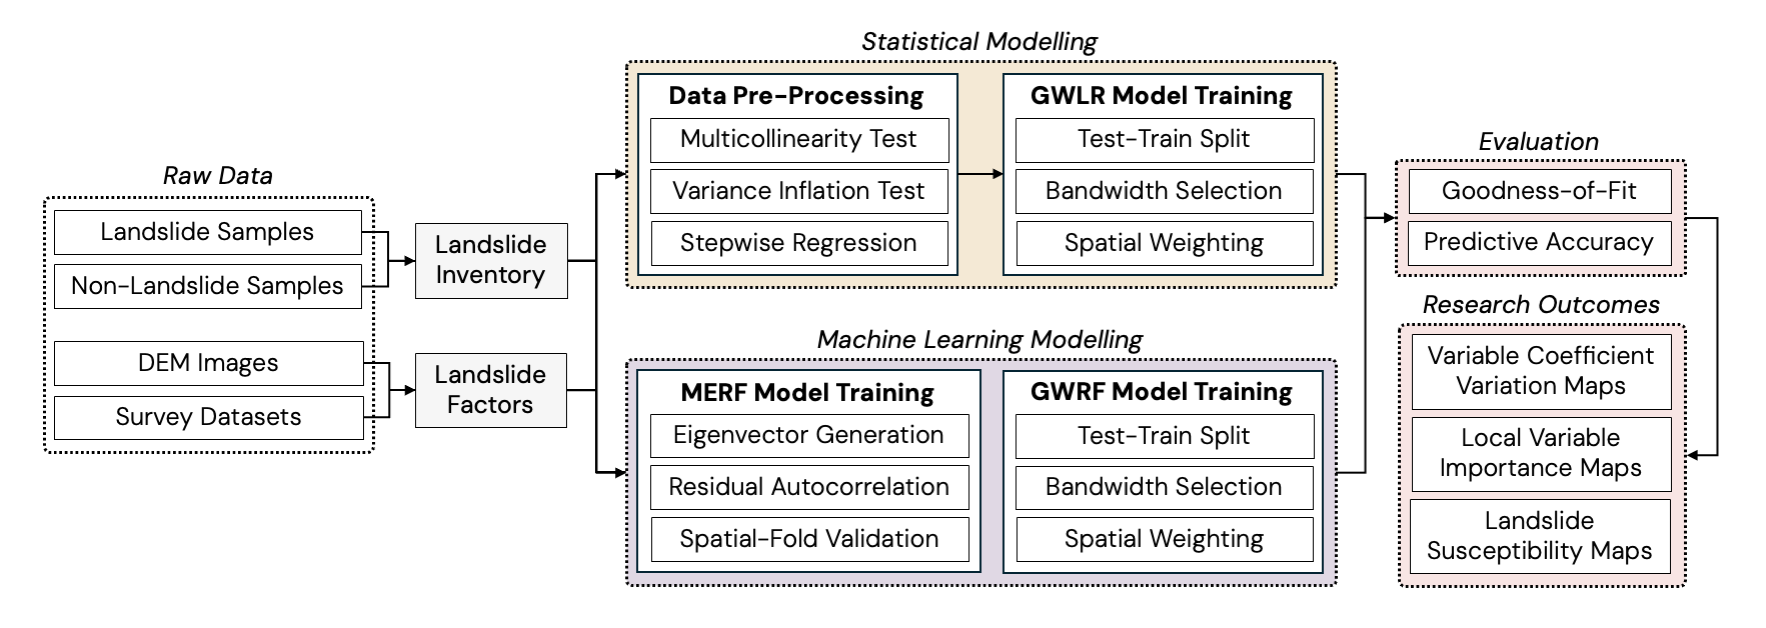 Raw Data
Landslide Samples
Non-Landslide Samples
DEM Images
Survey Datasets
Landslide
Inventory
Landslide
Factors
Statistical Modelling
Data Pre-Processing
Multicollinearity Test
Variance Inflation Test
Stepwise Regression
GWLR Model Training
Test-Train Split
Bandwidth Selection
Spatial Weighting
Machine Learning Modelling
MERF Model Training
Eigenvector Generation
Residual Autocorrelation
Spatial-Fold Validation
GWRF Model Training
Test-Train Split
Bandwidth Selection
Spatial Weighting
Evaluation
Goodness-of-Fit
Predictive Accuracy
Research Outcomes
Variable Coefficient
Variation Maps
Local Variable
Importance Maps
Landslide
Susceptibility Maps